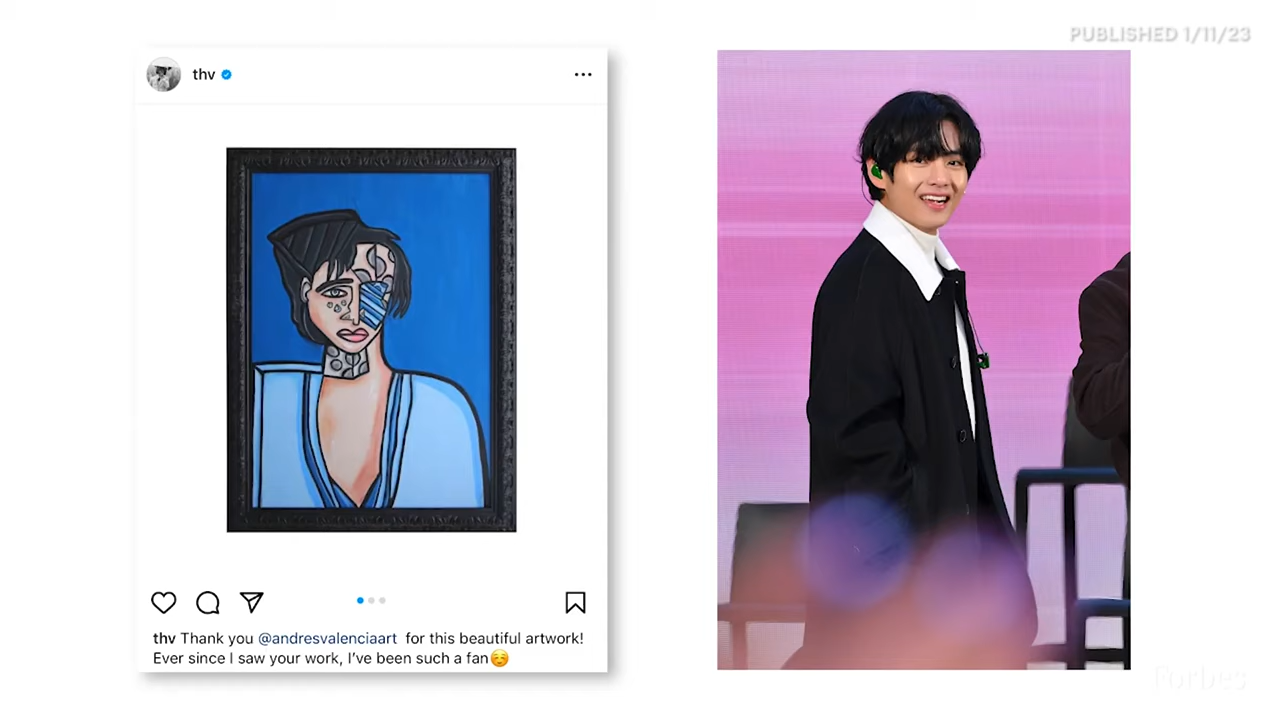 PUBLISHED 1/11/23
thv
thv Thank you @andresvalenciaart for this beautiful artwork!
Ever since I saw your work, I've been such a fan☺️
Forbes